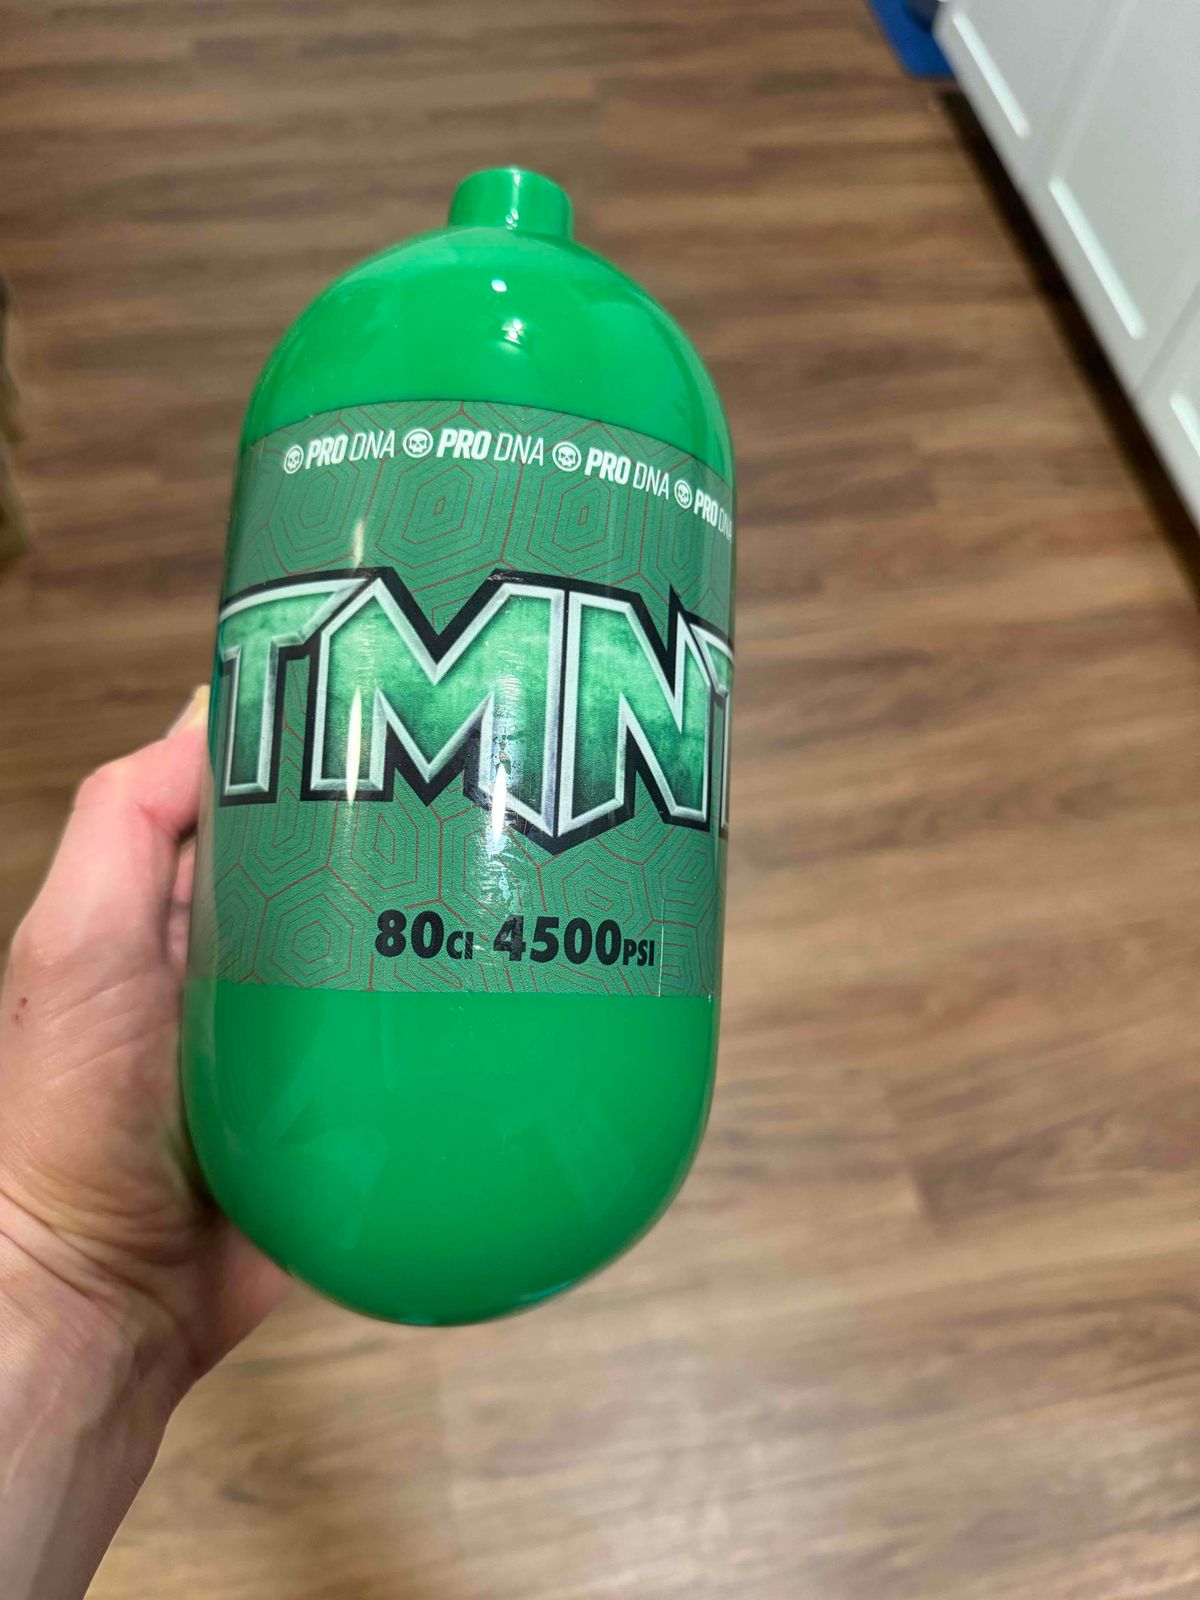 PRO DNA PRO DNA PRO DNA PRO DNA
TMNT
80CI 4500PSI